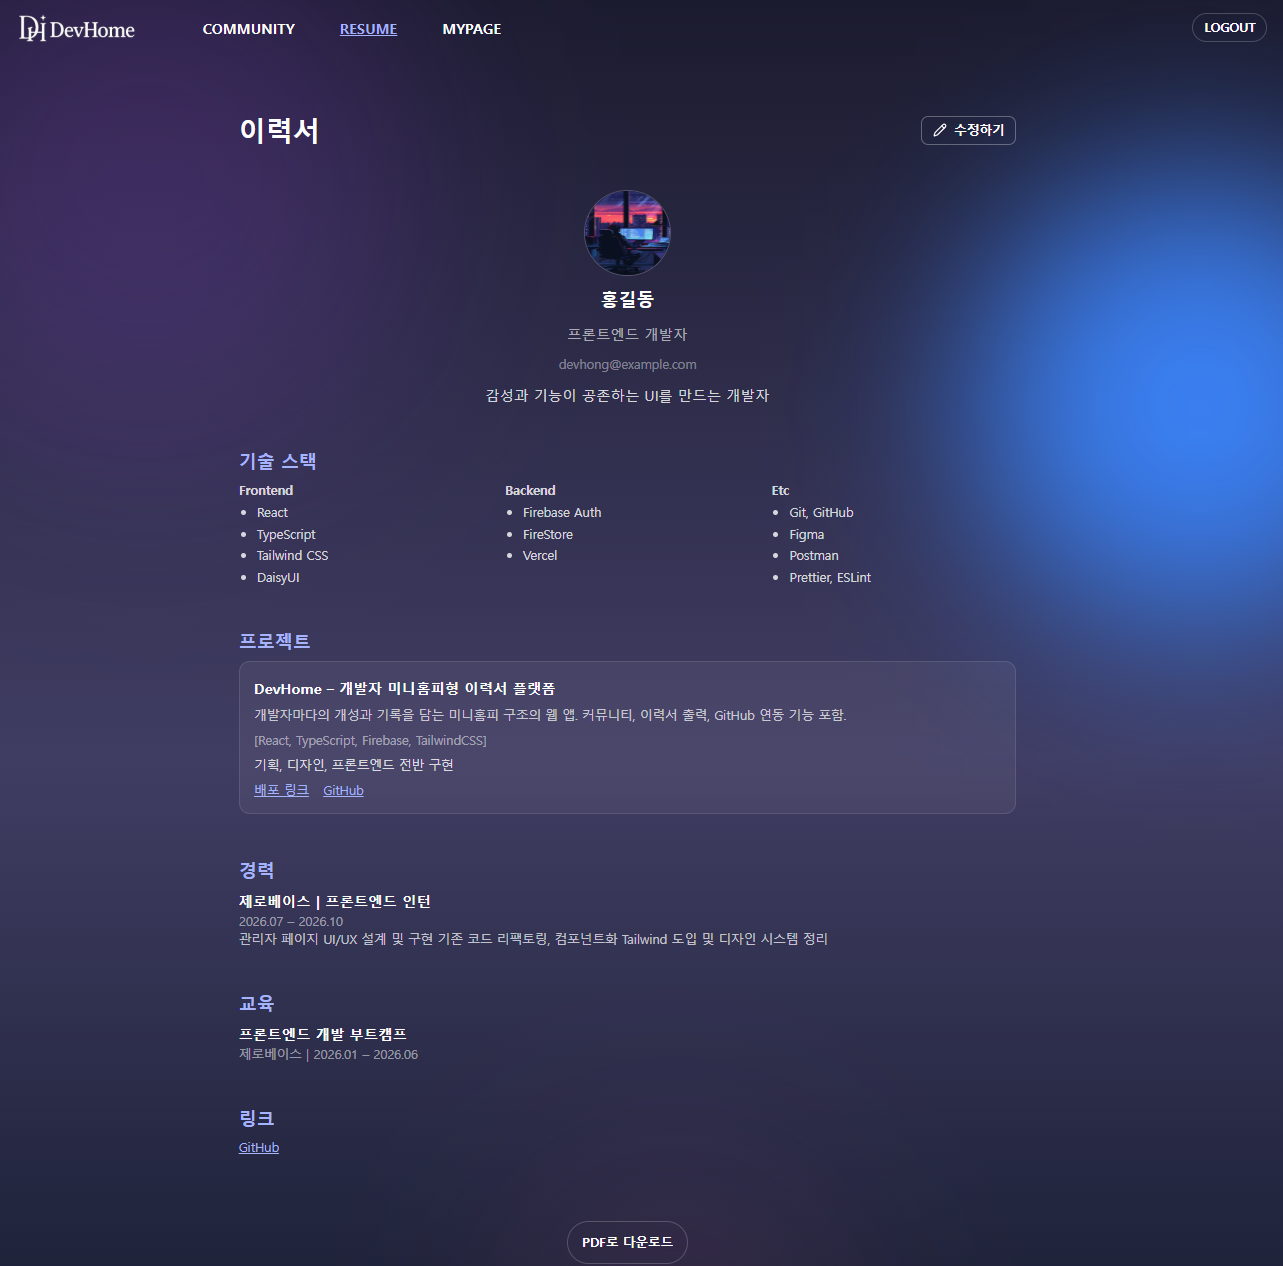 DH DevHome COMMUNITY RESUME MYPAGE LOGOUT
이력서 수정하기
홍길동
프론트엔드 개발자
devhong@example.com
감성과 기능이 공존하는 UI를 만드는 개발자
기술 스택
Frontend
React
TypeScript
Tailwind CSS
DaisyUI
Backend
Firebase Auth
FireStore
Vercel
Etc
Git, GitHub
Figma
Postman
Prettier, ESLint
프로젝트
DevHome – 개발자 미니홈피형 이력서 플랫폼
개발자마다의 개성과 기록을 담는 미니홈피 구조의 웹 앱. 커뮤니티, 이력서 출력, GitHub 연동 기능 포함.
[React, TypeScript, Firebase, TailwindCSS]
기획, 디자인, 프론트엔드 전반 구현
배포 링크 GitHub
경력
제로베이스 | 프론트엔드 인턴
2026.07 – 2026.10
관리자 페이지 UI/UX 설계 및 구현 기존 코드 리팩토링, 컴포넌트화 Tailwind 도입 및 디자인 시스템 정리
교육
프론트엔드 개발 부트캠프
제로베이스 | 2026.01 – 2026.06
링크
GitHub
PDF로 다운로드